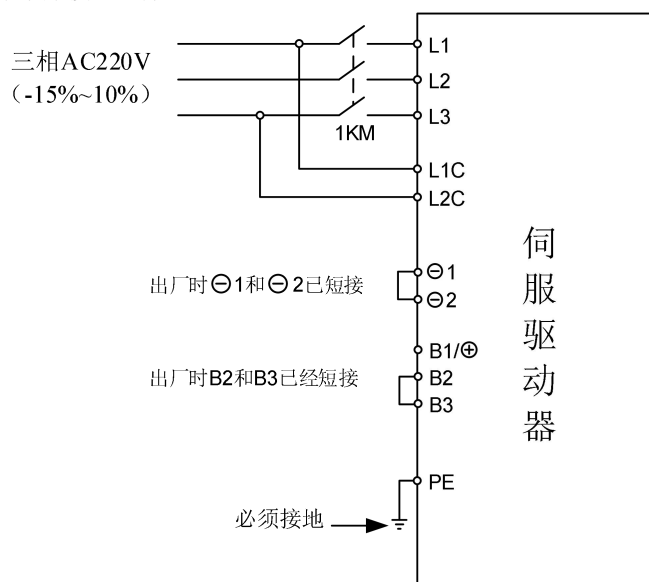 三相AC220V
（-15%~10%）
L1
L2
L3
1KM
L1C
L2C
伺服驱动器
出厂时⊖1和⊖2已短接
⊖1
⊖2
B1/⊕
出厂时B2和B3已经短接
B2
B3
PE
必须接地